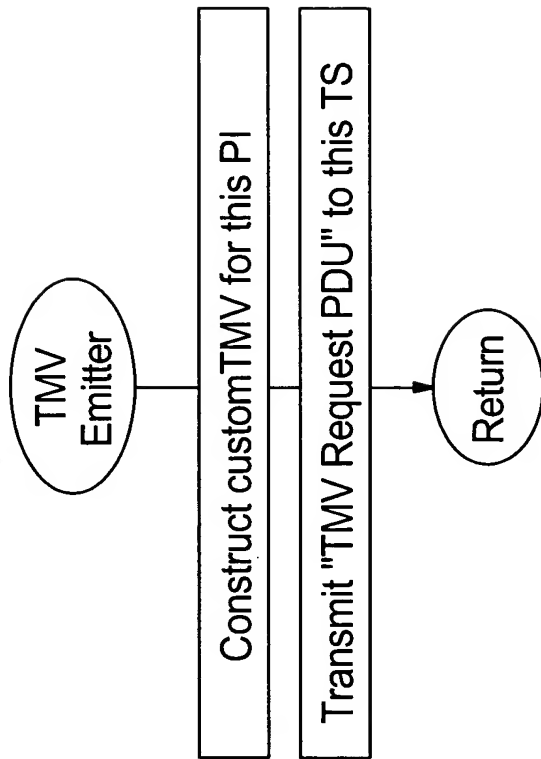 TMV
Emitter
Construct customTMV for this PI
Transmit "TMV Request PDU" to this TS
Return